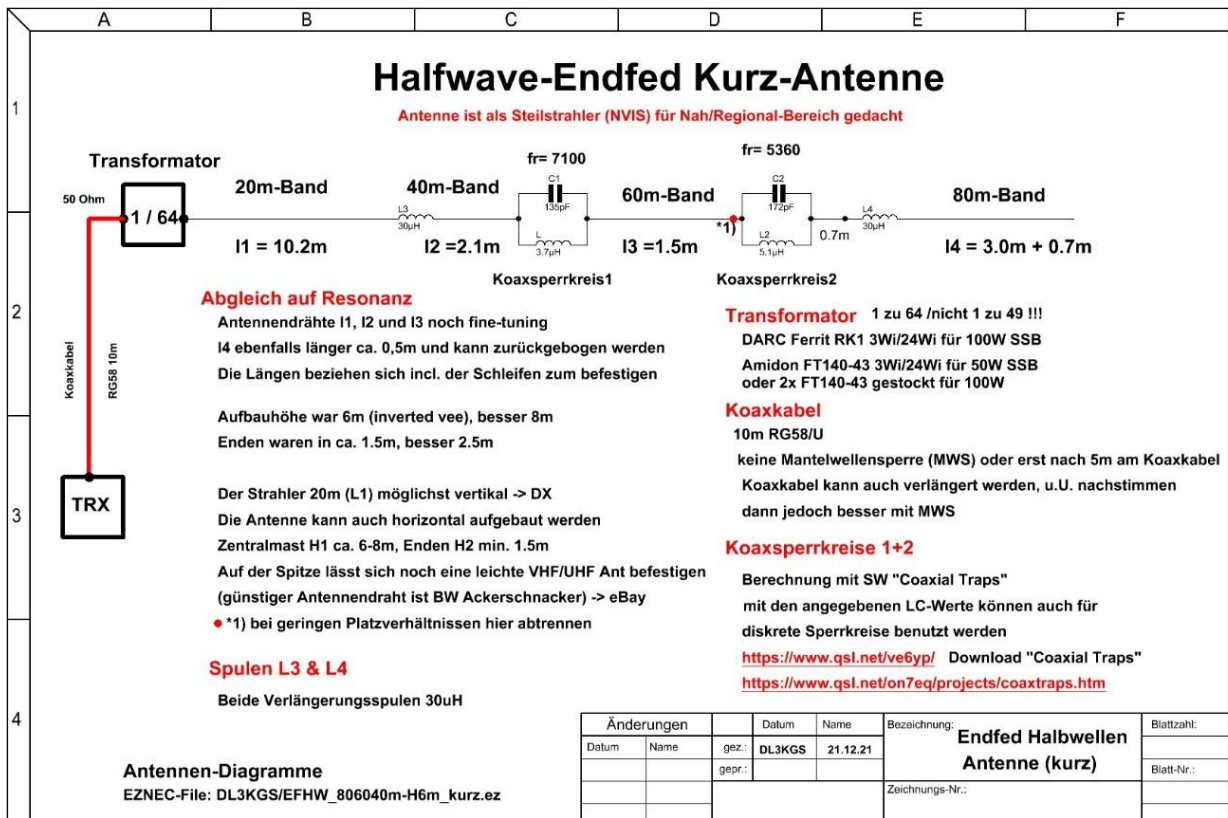 A B C D E F
1
2
3
4
Halfwave-Endfed Kurz-Antenne
Antenne ist als Steilstrahler (NVIS) für Nah/Regional-Bereich gedacht
Transformator
50 Ohm
1 / 64
20m-Band
40m-Band
fr= 7100
60m-Band
fr= 5360
80m-Band
L3
30µH
C1
135pF
L
3.7µH
*1)
C2
172pF
L2
5.1µH
0.7m
L4
30µH
l1 = 10.2m
l2 =2.1m
l3 =1.5m
l4 = 3.0m + 0.7m
Koaxsperrkreis1
Koaxsperrkreis2
Koaxkabel
RG58 10m
TRX
Abgleich auf Resonanz
Antennendrähte l1, l2 und l3 noch fine-tuning
l4 ebenfalls länger ca. 0,5m und kann zurückgebogen werden
Die Längen beziehen sich incl. der Schleifen zum befestigen
Aufbauhöhe war 6m (inverted vee), besser 8m
Enden waren in ca. 1.5m, besser 2.5m
Der Strahler 20m (L1) möglichst vertikal -> DX
Die Antenne kann auch horizontal aufgebaut werden
Zentralmast H1 ca. 6-8m, Enden H2 min. 1.5m
Auf der Spitze lässt sich noch eine leichte VHF/UHF Ant befestigen
(günstiger Antennendraht ist BW Ackerschnacker) -> eBay
*1) bei geringen Platzverhältnissen hier abtrennen
Spulen L3 & L4
Beide Verlängerungsspulen 30uH
Antennen-Diagramme
EZNEC-File: DL3KGS/EFHW_806040m-H6m_kurz.ez
Transformator 1 zu 64 /nicht 1 zu 49 !!!
DARC Ferrit RK1 3Wi/24Wi für 100W SSB
Amidon FT140-43 3Wi/24Wi für 50W SSB
oder 2x FT140-43 gestockt für 100W
Koaxkabel
10m RG58/U
keine Mantelwellensperre (MWS) oder erst nach 5m am Koaxkabel
Koaxkabel kann auch verlängert werden, u.U. nachstimmen
dann jedoch besser mit MWS
Koaxsperrkreise 1+2
Berechnung mit SW "Coaxial Traps"
mit den angegebenen LC-Werte können auch für
diskrete Sperrkreise benutzt werden
https://www.qsl.net/ve6yp/ Download "Coaxial Traps"
https://www.qsl.net/on7eq/projects/coaxtraps.htm
Änderungen
Datum Name
Datum Name
gez.: DL3KGS 21.12.21
gepr.:
Bezeichnung:
Endfed Halbwellen
Antenne (kurz)
Zeichnungs-Nr.:
Blattzahl:
Blatt-Nr.: